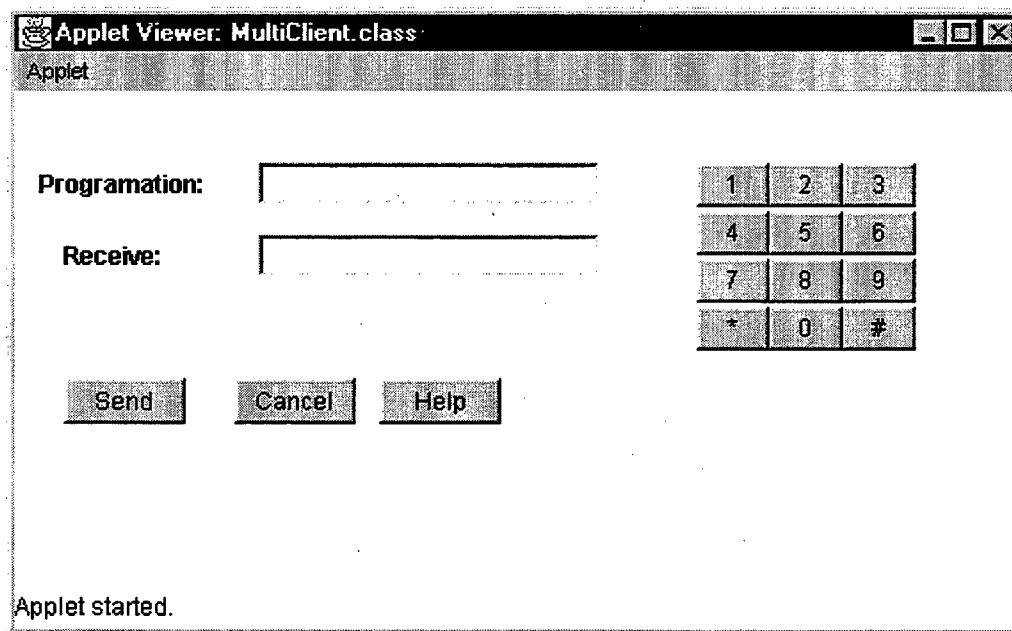 Applet Viewer: MultiClient.class
Applet
Programation:
1 2 3
Receive:
4 5 6
7 8 9
* 0 #
Send Cancel Help
Applet started.